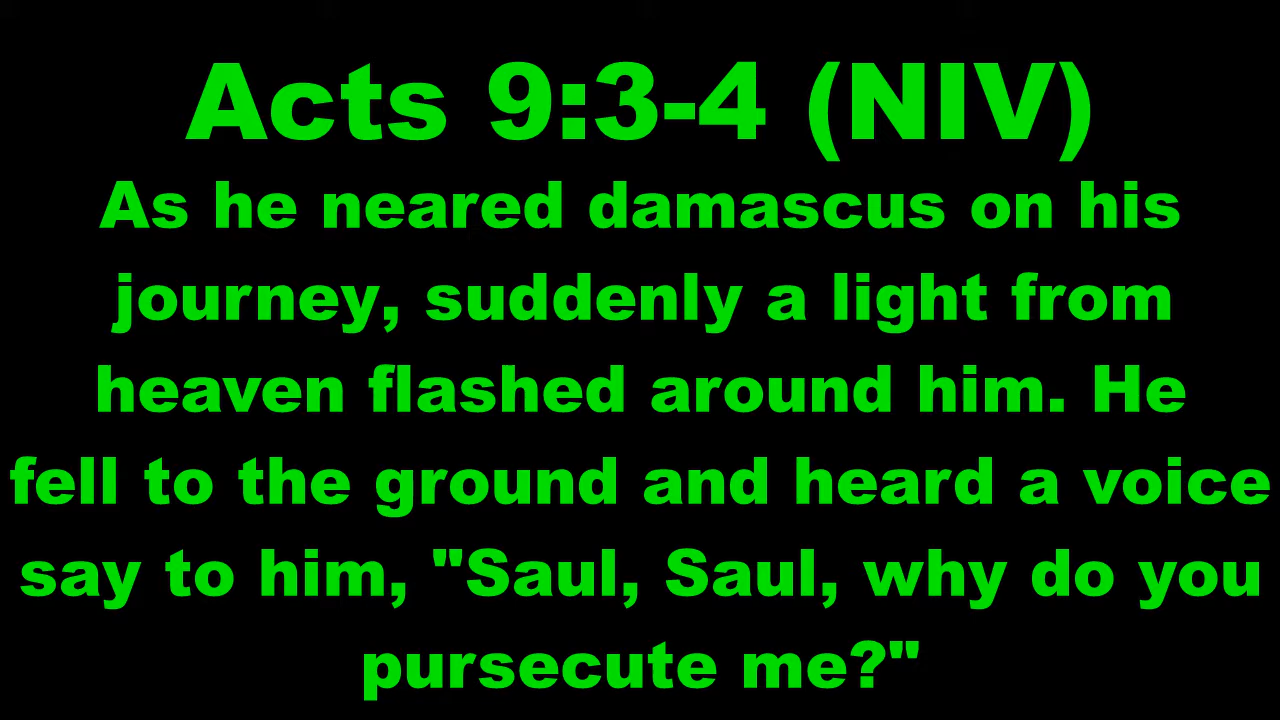 Acts 9:3-4 (NIV)
As he neared damascus on his
journey, suddenly a light from
heaven flashed around him. He
fell to the ground and heard a voice
say to him, "Saul, Saul, why do you
pursecute me?"